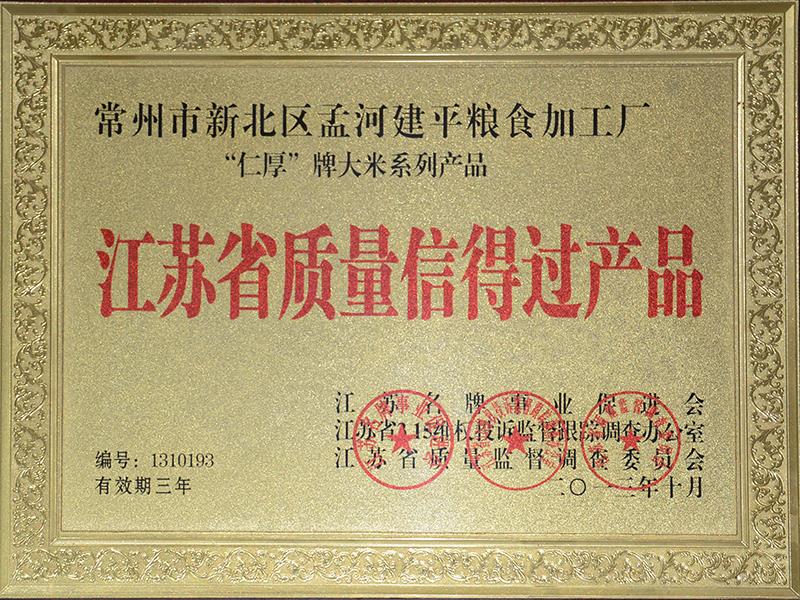 常州市新北区孟河建平粮食加工厂
“仁厚”牌大米系列产品
江苏省质量信得过产品
江苏名牌事业促进会
江苏省3.15维权投诉监督跟踪调查办公室
江苏省质量监督调查委员会
二〇一三年十月
编号：1310193
有效期三年